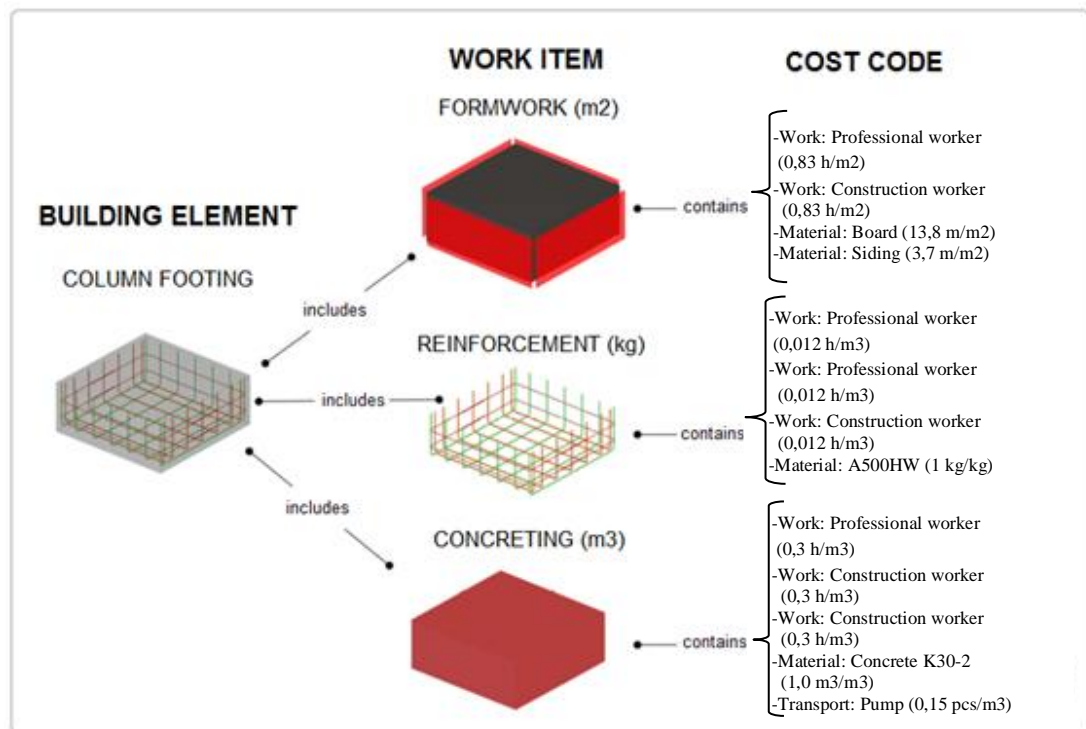 WORK ITEM
COST CODE
FORMWORK (m2)
-Work: Professional worker
(0,83 h/m2)
-Work: Construction worker
(0,83 h/m2)
-Material: Board (13,8 m/m2)
-Material: Siding (3,7 m/m2)
contains
BUILDING ELEMENT
COLUMN FOOTING
includes
REINFORCEMENT (kg)
-Work: Professional worker
(0,012 h/m3)
-Work: Professional worker
(0,012 h/m3)
-Work: Construction worker
(0,012 h/m3)
-Material: A500HW (1 kg/kg)
includes
contains
includes
CONCRETING (m3)
-Work: Professional worker
(0,3 h/m3)
-Work: Construction worker
(0,3 h/m3)
-Work: Construction worker
(0,3 h/m3)
-Material: Concrete K30-2
(1,0 m3/m3)
-Transport: Pump (0,15 pcs/m3)
contains